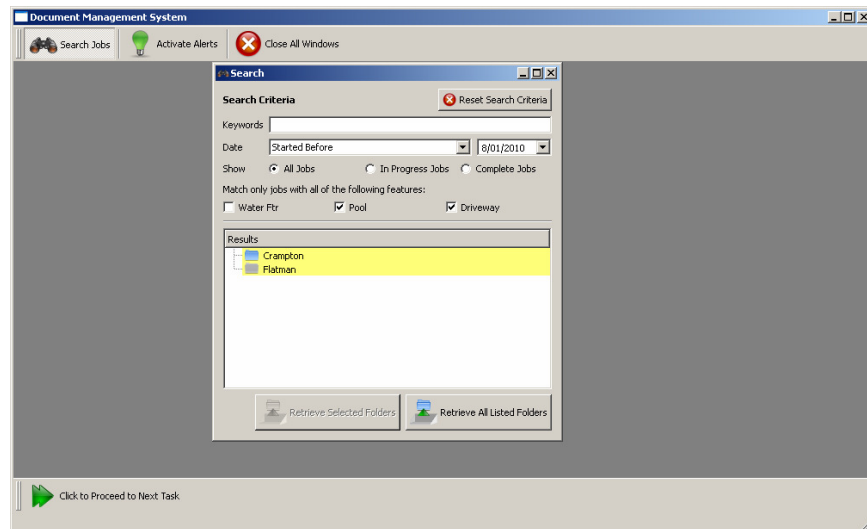 Document Management System
Search Jobs Activate Alerts Close All Windows
Search
Search Criteria Reset Search Criteria
Keywords
Date Started Before 8/01/2010
Show All Jobs In Progress Jobs Complete Jobs
Match only jobs with all of the following features:
Water Ftr Pool Driveway
Results
Crampton
Flatman
Retrieve Selected Folders Retrieve All Listed Folders
Click to Proceed to Next Task